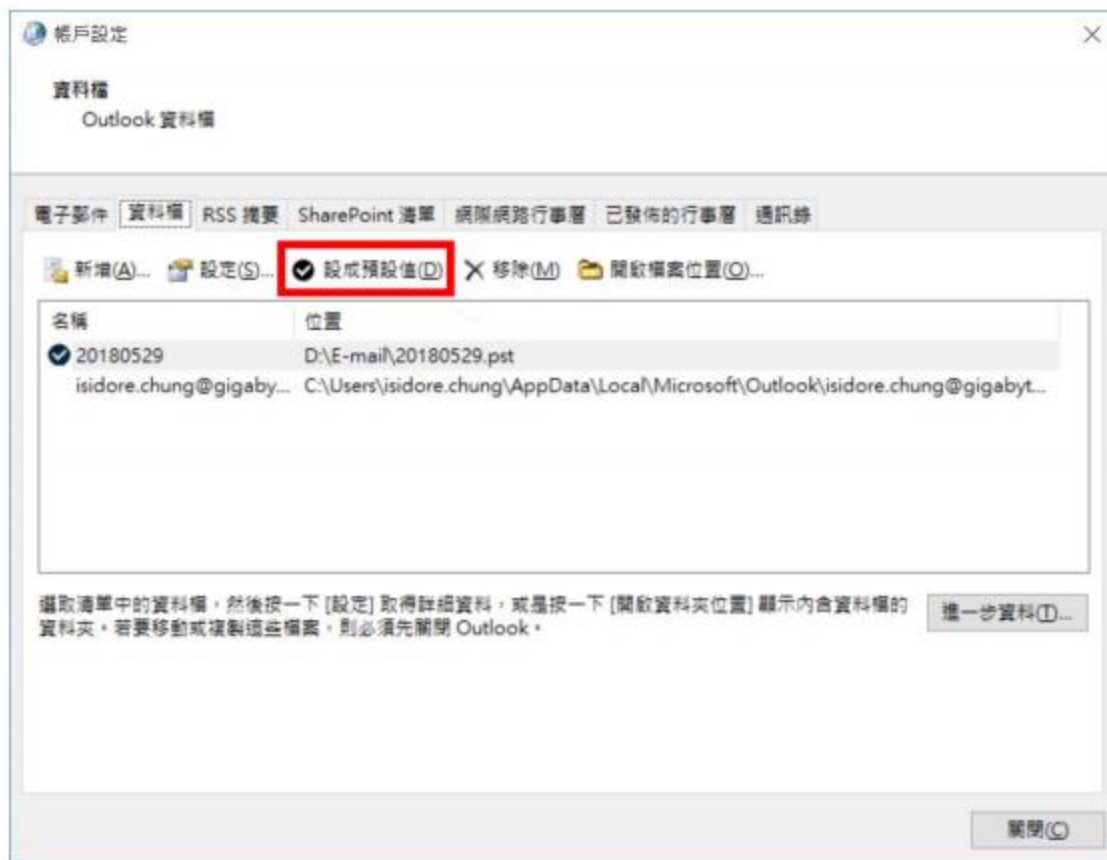 帳戶設定
資料檔
Outlook 資料檔
電子郵件 資料檔 RSS 摘要 SharePoint 清單 網際網路行事曆 已發佈的行事曆 通訊錄
新增(A)... 設定(S)... 設成預設值(D) 移除(M) 開啟檔案位置(O)...
名稱 位置
20180529 D:\E-mail\20180529.pst
isidore.chung@gigaby... C:\Users\isidore.chung\AppData\Local\Microsoft\Outlook\isidore.chung@gigabyt...
選取清單中的資料檔，然後按一下 [設定] 取得詳細資料，或是按一下 [開啟資料夾位置] 顯示內含資料檔的
資料夾。若要移動或複製這些檔案，則必須先關閉 Outlook。
進一步資料(T)...
關閉(C)